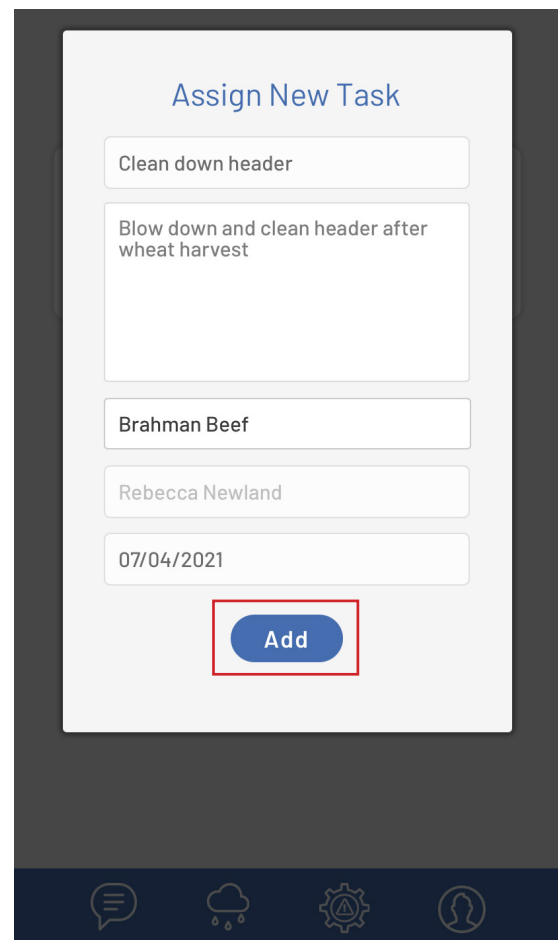 Assign New Task
Clean down header
Blow down and clean header after
wheat harvest
Brahman Beef
Rebecca Newland
07/04/2021
Add